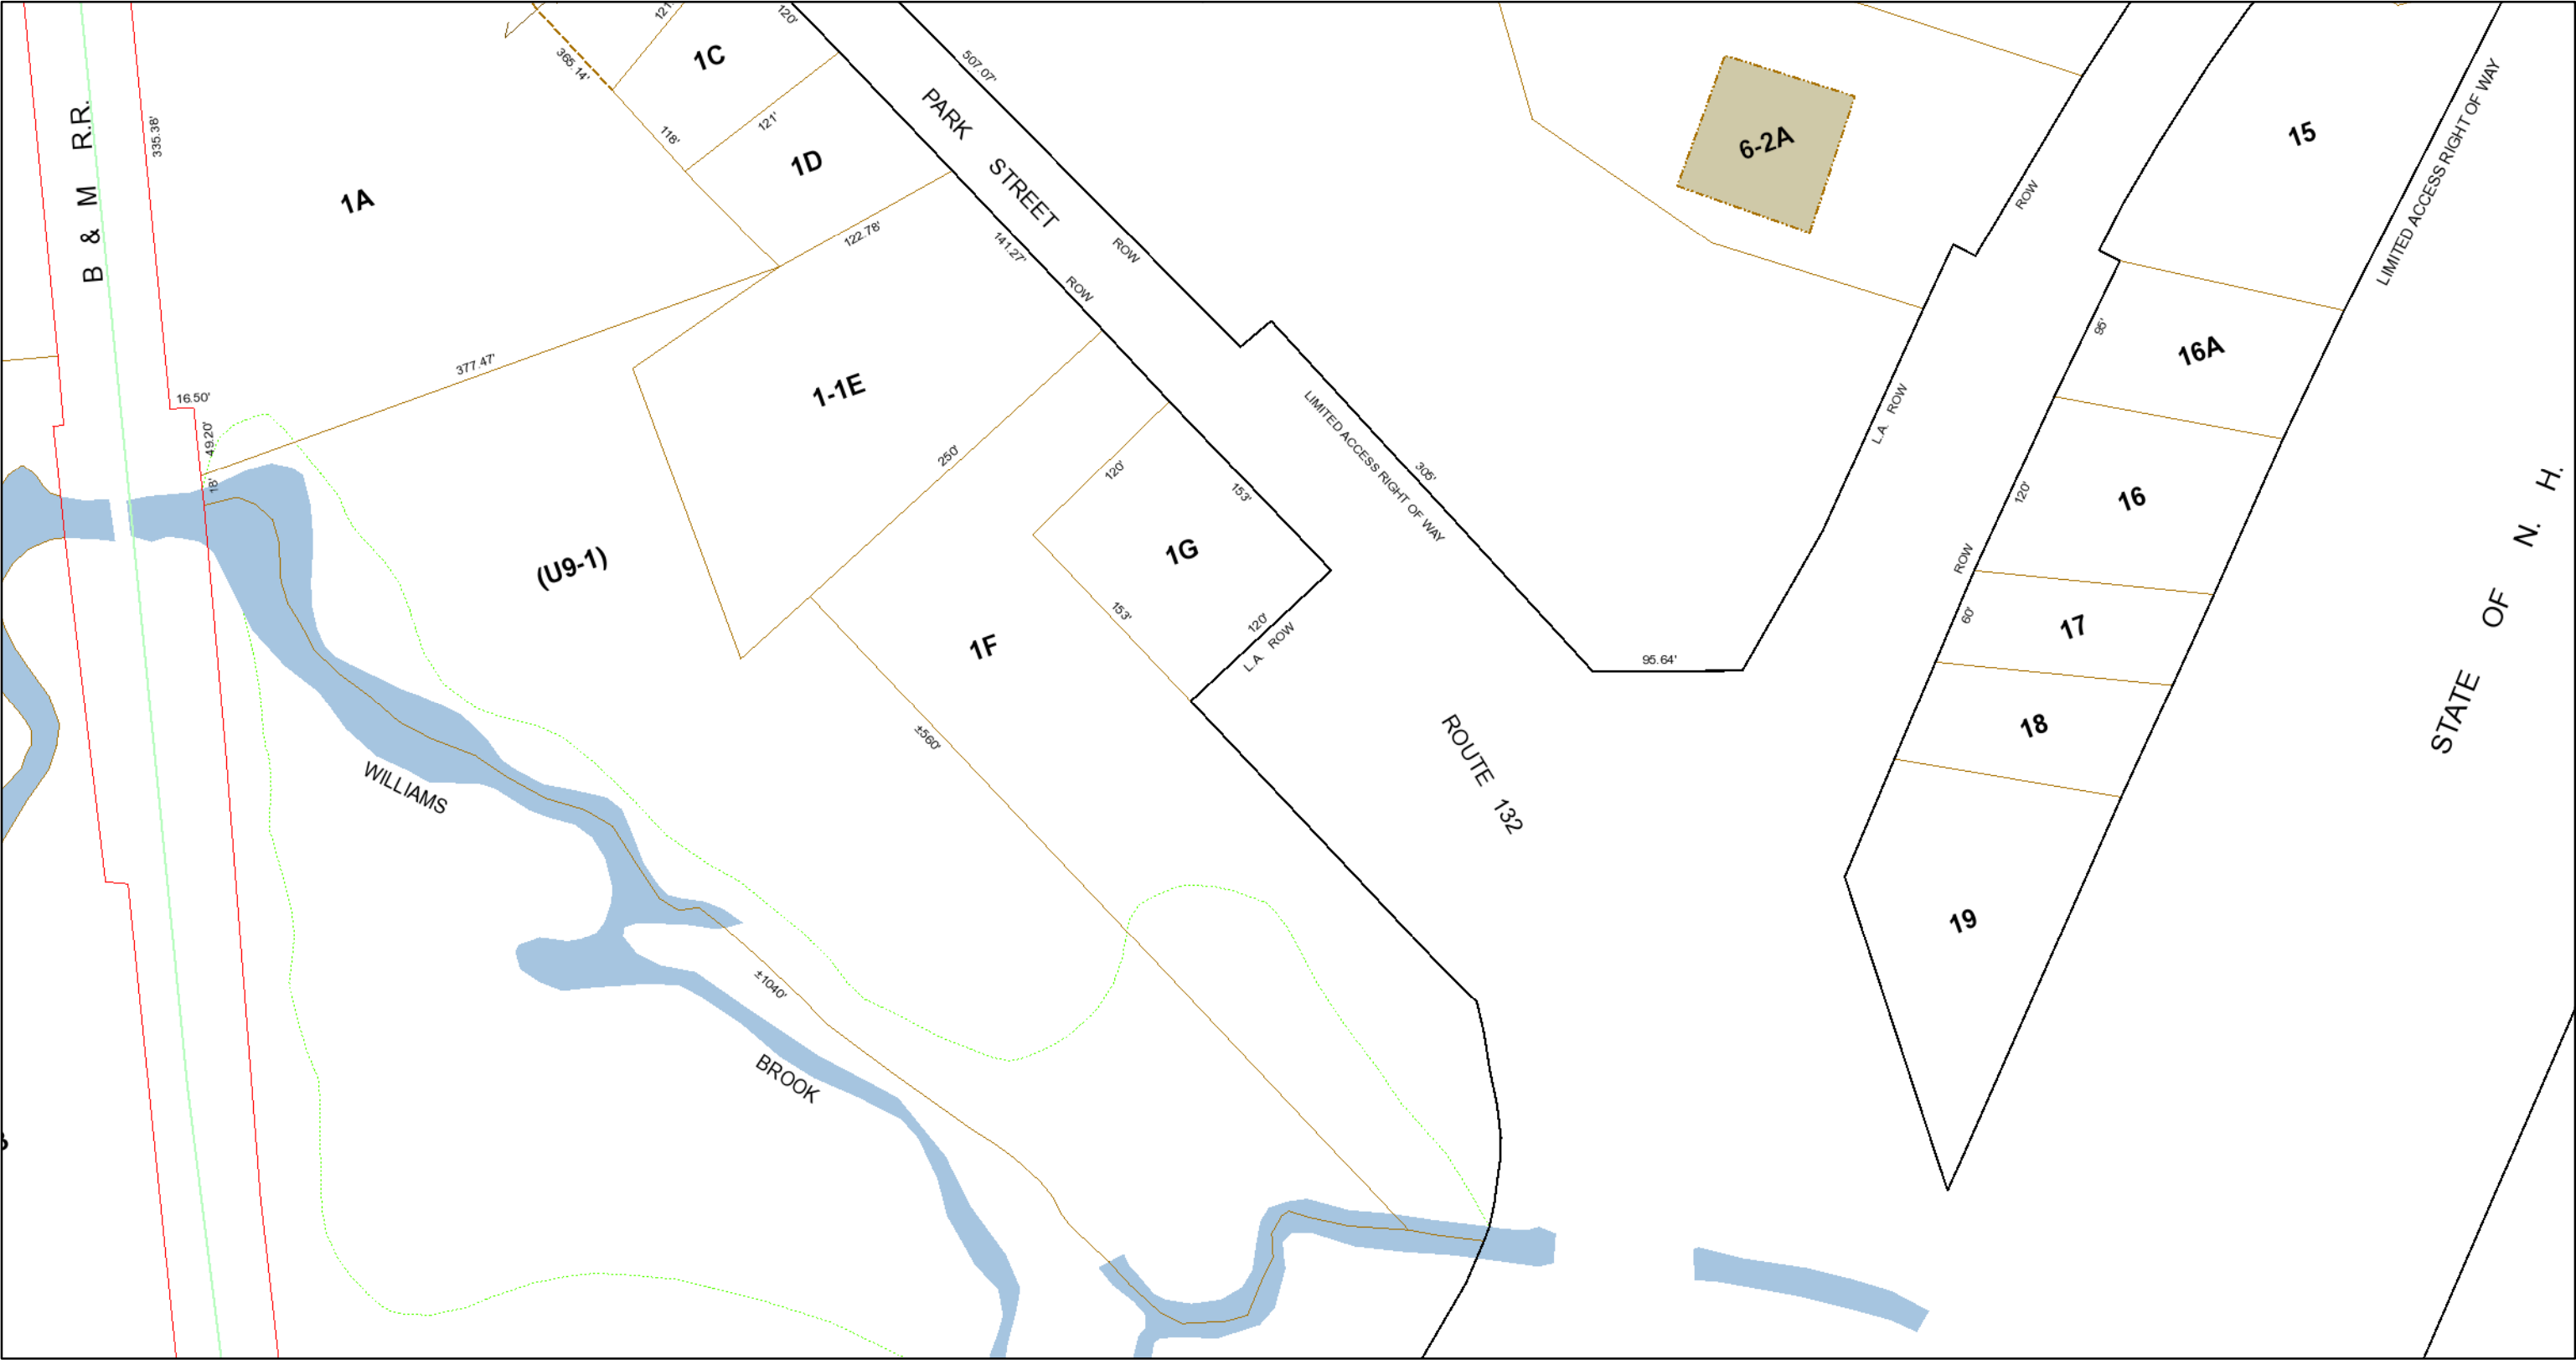 121.
120'
1C
365.14'
507.07'
PARK STREET
118'
121'
1D
6-2A
15
LIMITED ACCESS RIGHT OF WAY
B & M R.R.
335.38'
1A
122.78'
141.27'
ROW
ROW
ROW
95'
16A
377.47'
16.50'
49.20'
18'
1-1E
250'
120'
153'
LIMITED ACCESS RIGHT OF WAY
305'
L.A. ROW
120'
16
STATE OF N. H.
(U9-1)
1G
153'
120'
L.A. ROW
ROW
60'
17
1F
95.64'
±560'
ROUTE 132
18
WILLIAMS
19
±1040'
BROOK